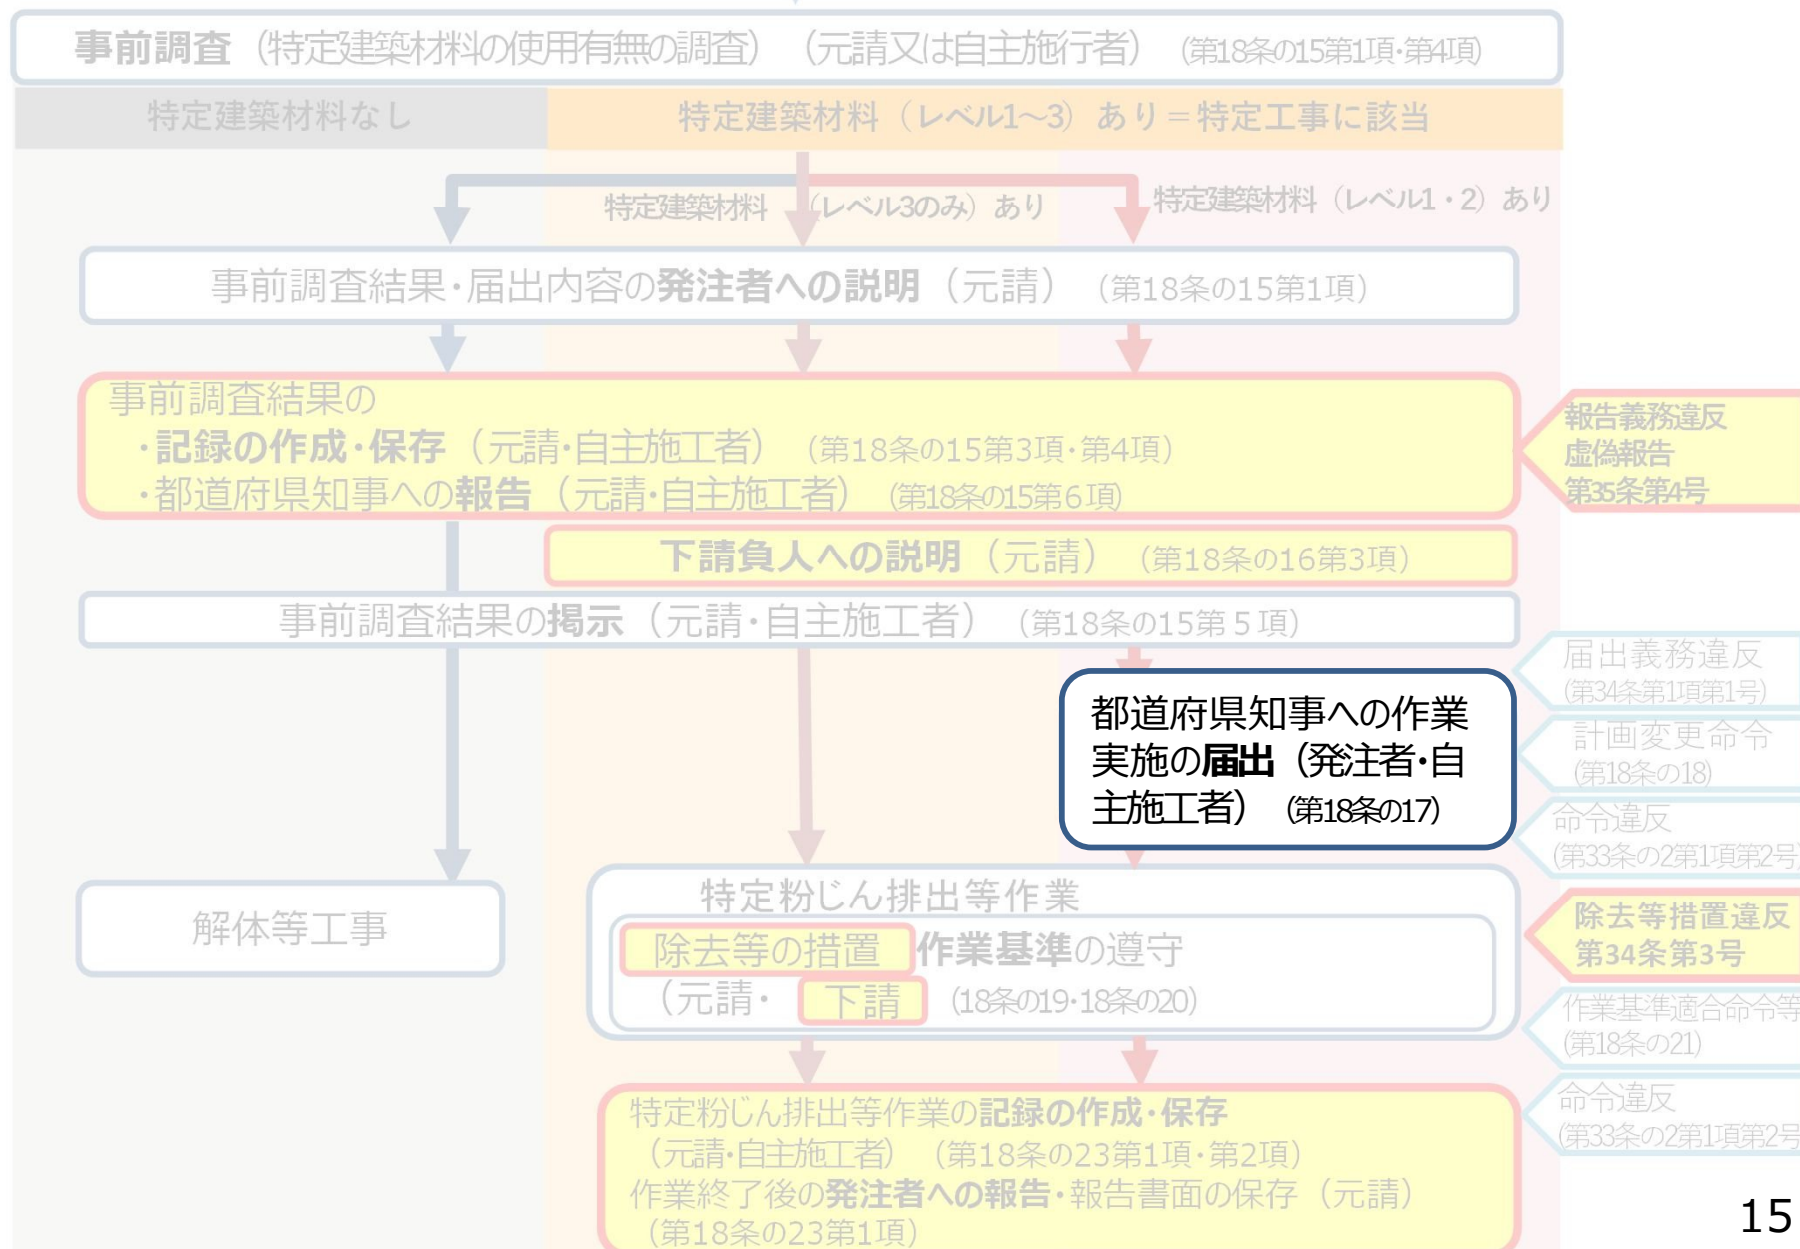 事前調査（特定建築材料の使用有無の調査）（元請又は自主施行者）（第18条の15第1項・第4項）
特定建築材料なし
特定建築材料（レベル1～3）あり＝特定工事に該当
特定建築材料（レベル3のみ）あり
特定建築材料（レベル1・2）あり
事前調査結果・届出内容の発注者への説明（元請）（第18条の15第1項）
事前調査結果の
・記録の作成・保存（元請・自主施工者）（第18条の15第3項・第4項）
・都道府県知事への報告（元請・自主施工者）（第18条の15第６項）
報告義務違反
虚偽報告
第35条第4号
下請負人への説明（元請）（第18条の16第3項）
事前調査結果の掲示（元請・自主施工者）（第18条の15第５項）
都道府県知事への作業
実施の届出（発注者・自
主施工者）（第18条の17）
届出義務違反
(第34条第1項第1号)
計画変更命令
(第18条の18)
命令違反
(第33条の2第1項第2号)
解体等工事
特定粉じん排出等作業
除去等の措置 作業基準の遵守
（元請・ 下請 （18条の19・18条の20）
除去等措置違反
第34条第3号
作業基準適合命令等
(第18条の21)
命令違反
(第33条の2第1項第2号
特定粉じん排出等作業の記録の作成・保存
（元請・自主施工者）（第18条の23第1項・第2項）
作業終了後の発注者への報告・報告書面の保存（元請）
（第18条の23第1項）
15